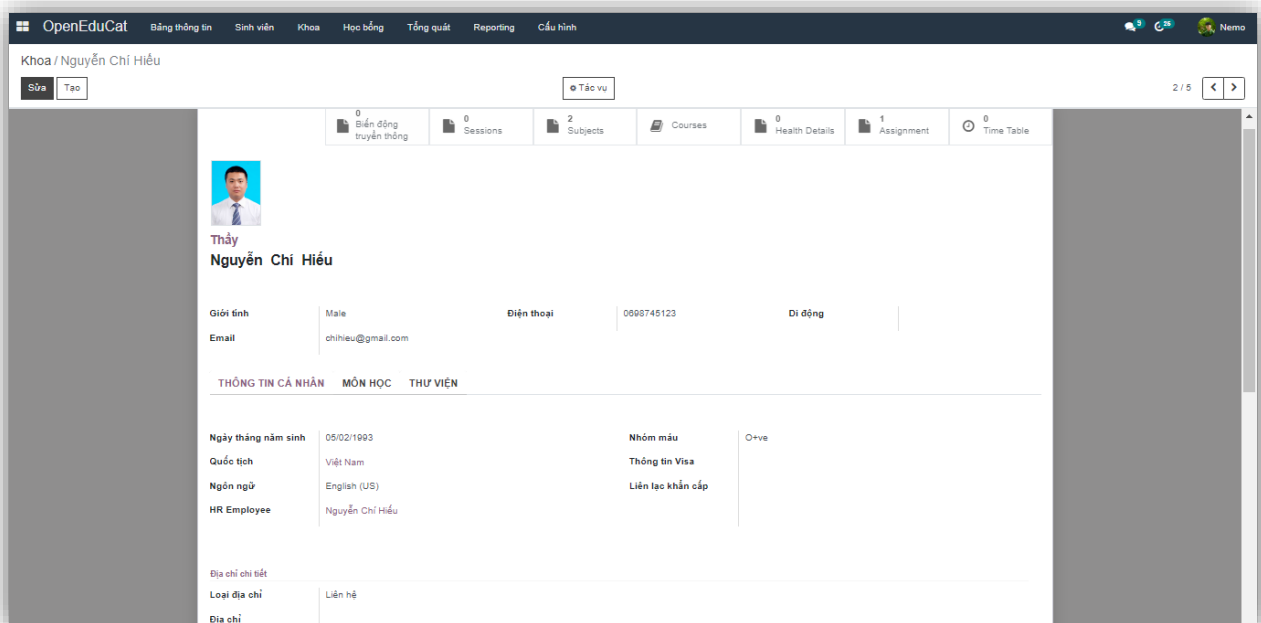 OpenEduCat Bảng thông tin Sinh viên Khoa Học bổng Tổng quát Reporting Cấu hình 9 26 Nemo
Khoa / Nguyễn Chí Hiếu
Sửa Tạo Tác vụ 2 / 5
0 Biến động truyền thông
0 Sessions
2 Subjects
Courses
0 Health Details
1 Assignment
0 Time Table
Thầy
Nguyễn Chí Hiếu
Giới tính Male Điện thoại 0698745123 Di động
Email chihieu@gmail.com
THÔNG TIN CÁ NHÂN MÔN HỌC THƯ VIỆN
Ngày tháng năm sinh 05/02/1993 Nhóm máu O+ve
Quốc tịch Việt Nam Thông tin Visa
Ngôn ngữ English (US) Liên lạc khẩn cấp
HR Employee Nguyễn Chí Hiếu
Địa chỉ chi tiết
Loại địa chỉ Liên hệ
Địa chỉ